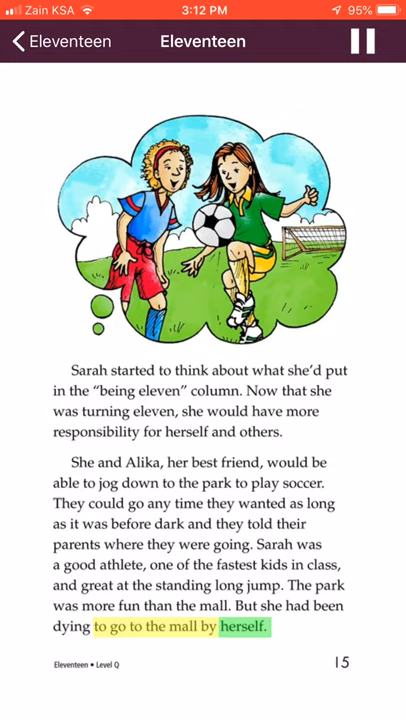 Zain KSA 3:12 PM 95%
Eleventeen Eleventeen
Sarah started to think about what she’d put
in the “being eleven” column. Now that she
was turning eleven, she would have more
responsibility for herself and others.
She and Alika, her best friend, would be
able to jog down to the park to play soccer.
They could go any time they wanted as long
as it was before dark and they told their
parents where they were going. Sarah was
a good athlete, one of the fastest kids in class,
and great at the standing long jump. The park
was more fun than the mall. But she had been
dying to go to the mall by herself.
Eleventeen • Level Q 15